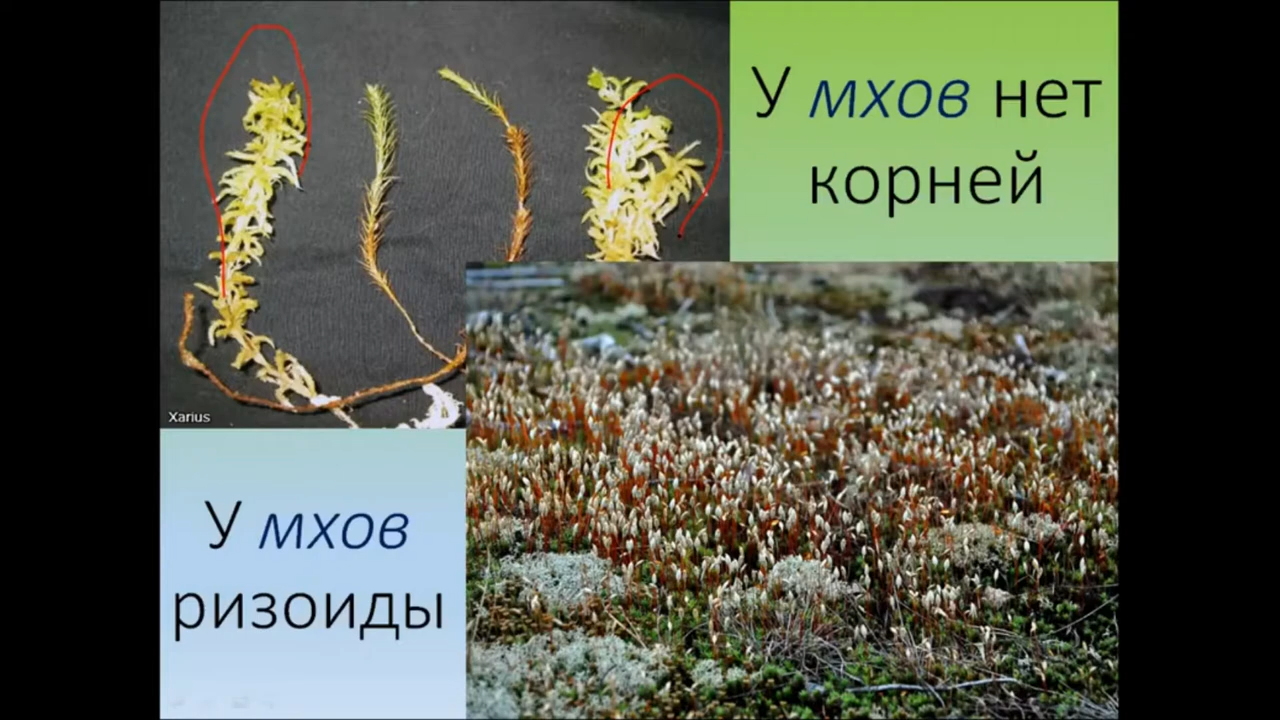 У мхов нет
корней
Xarius
У мхов
ризоиды